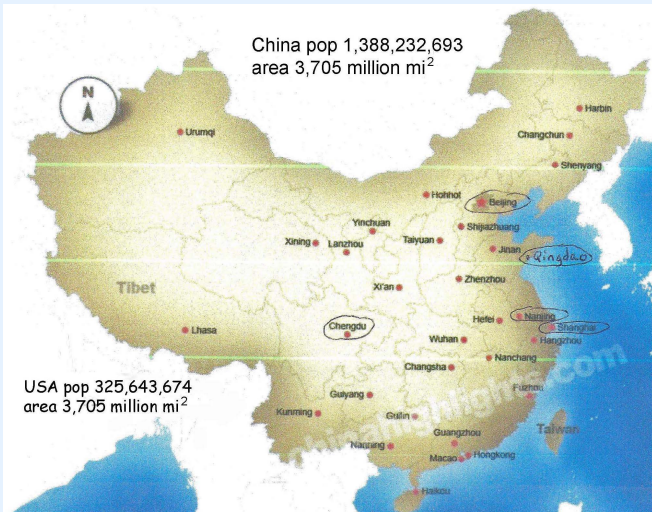 China pop 1,388,232,693
area 3,705 million mi²
N
Harbin
Urumqi
Changchun
Shenyang
Hohhot
Beijing
Yinchuan
Shijiazhuang
Xining
Lanzhou
Taiyuan
Jinan
Qingdao
Tibet
Xi'an
Zhenzhou
Nanjing
Hefei
Shanghai
Lhasa
Chengdu
Wuhan
Hangzhou
Nanchang
Changsha
USA pop 325,643,674
area 3,705 million mi²
Guiyang
Fuzhou
Kunming
Guilin
Taiwan
Guangzhou
Nanning
Macao
Hongkong
Haikou
chinahighlights.com